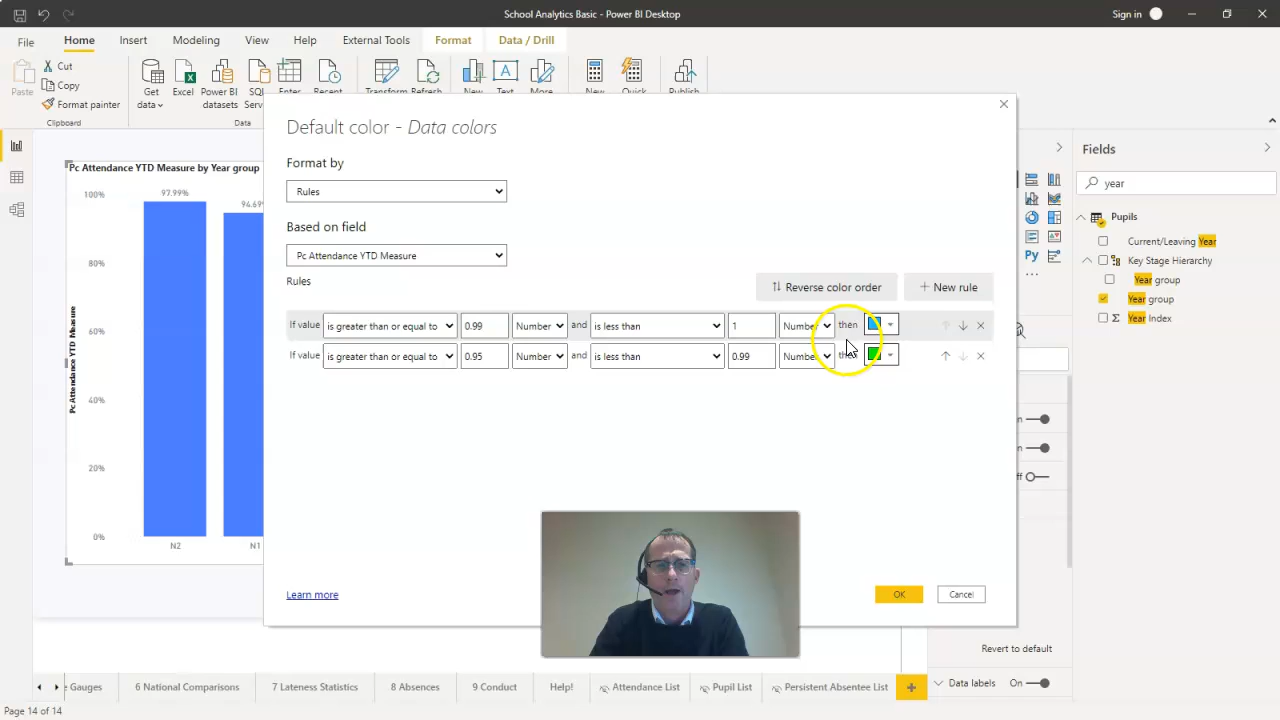 School Analytics Basic - Power BI Desktop
Sign in
File
Home
Insert
Modeling
View
Help
External Tools
Format
Data / Drill
Paste
Cut
Copy
Format painter
Clipboard
Get
data
Excel
Power BI
datasets
Data
Recent
Transform
Refresh
New
Text
More
New
Quick
Publish
Default color - Data colors
Format by
Rules
Based on field
Pc Attendance YTD Measure
Rules
Reverse color order
New rule
If value is greater than or equal to 0.99 Number and is less than 1 Number then
If value is greater than or equal to 0.95 Number and is less than 0.99 Number
Learn more
OK
Cancel
Pc Attendance YTD Measure by Year group
Pc Attendance YTD Measure
100%
80%
60%
40%
20%
0%
97.99%
94.69
N2
N1
Fields
year
Pupils
Current/Leaving Year
Key Stage Hierarchy
Year group
Year group
Σ Year Index
Py
Revert to default
Data labels On
e Gauges
6 National Comparisons
7 Lateness Statistics
8 Absences
9 Conduct
Help!
Attendance List
Pupil List
Persistent Absentee List
Page 14 of 14